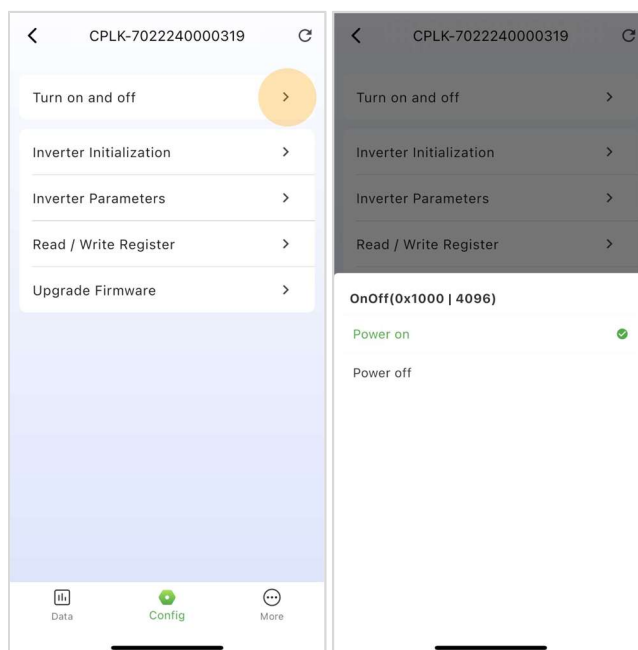 CPLK-7022240000319
Turn on and off
Inverter Initialization
Inverter Parameters
Read / Write Register
Upgrade Firmware
Data
Config
More
CPLK-7022240000319
Turn on and off
Inverter Initialization
Inverter Parameters
Read / Write Register
OnOff(0x1000 | 4096)
Power on
Power off